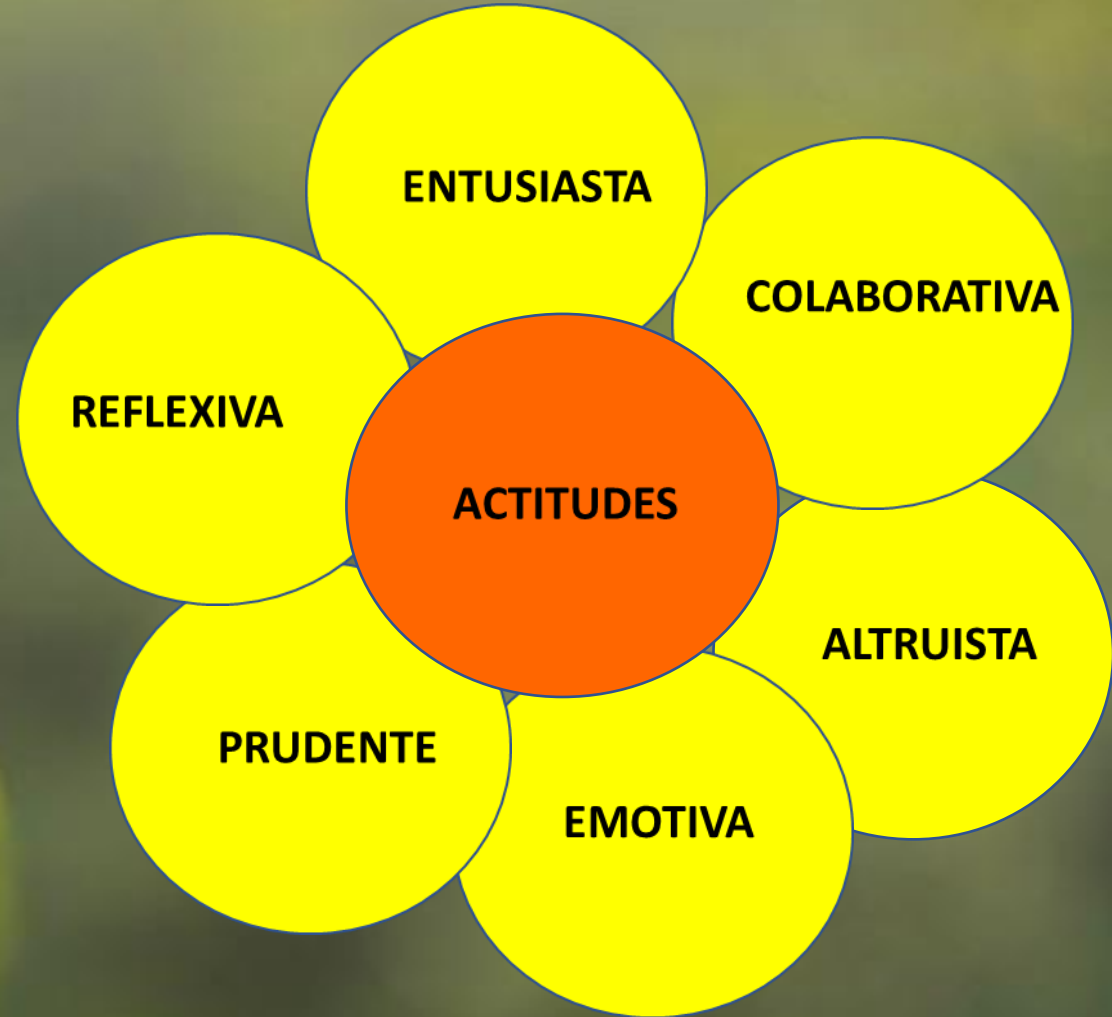 ENTUSIASTA
COLABORATIVA
REFLEXIVA
ACTITUDES
ALTRUISTA
PRUDENTE
EMOTIVA